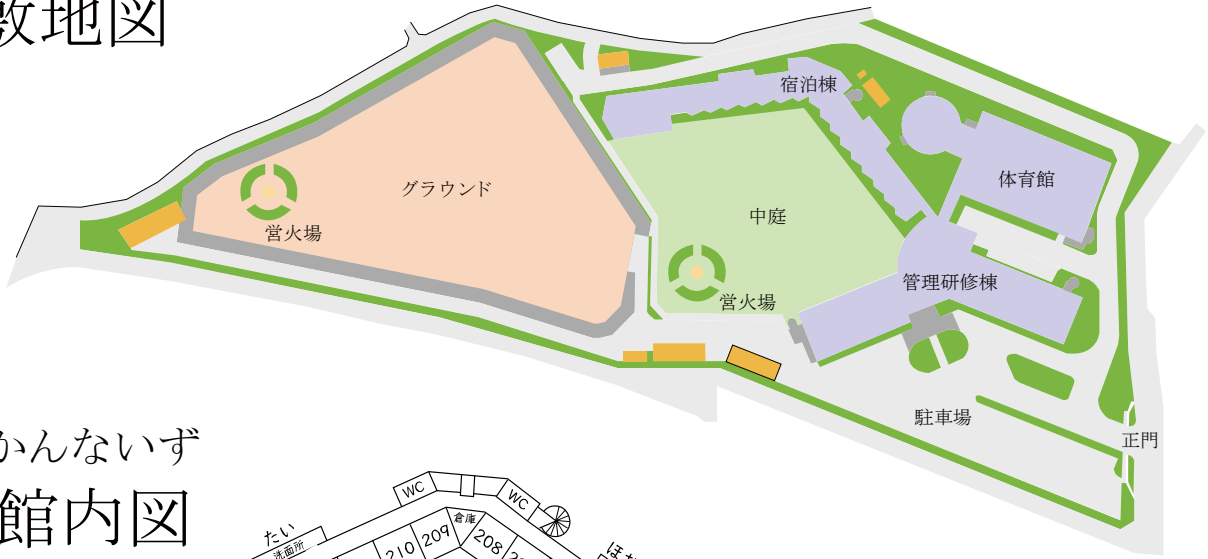 敷地図
宿泊棟
体育館
グラウンド
中庭
営火場
管理研修棟
営火場
駐車場
正門
かんないず
館内図
WC
WC
たい
洗面所
210
209
倉庫
208